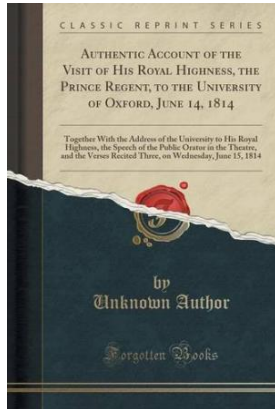 CLASSIC REPRINT SERIES
AUTHENTIC ACCOUNT OF THE
VISIT OF HIS ROYAL HIGHNESS, THE
PRINCE REGENT, TO THE UNIVERSITY
OF OXFORD, JUNE 14, 1814
Together With the Address of the University to His Royal
Highness, the Speech of the Public Orator in the Theatre,
and the Verses Recited Three, on Wednesday, June 15, 1814
by
Unknown Author
Forgotten Books